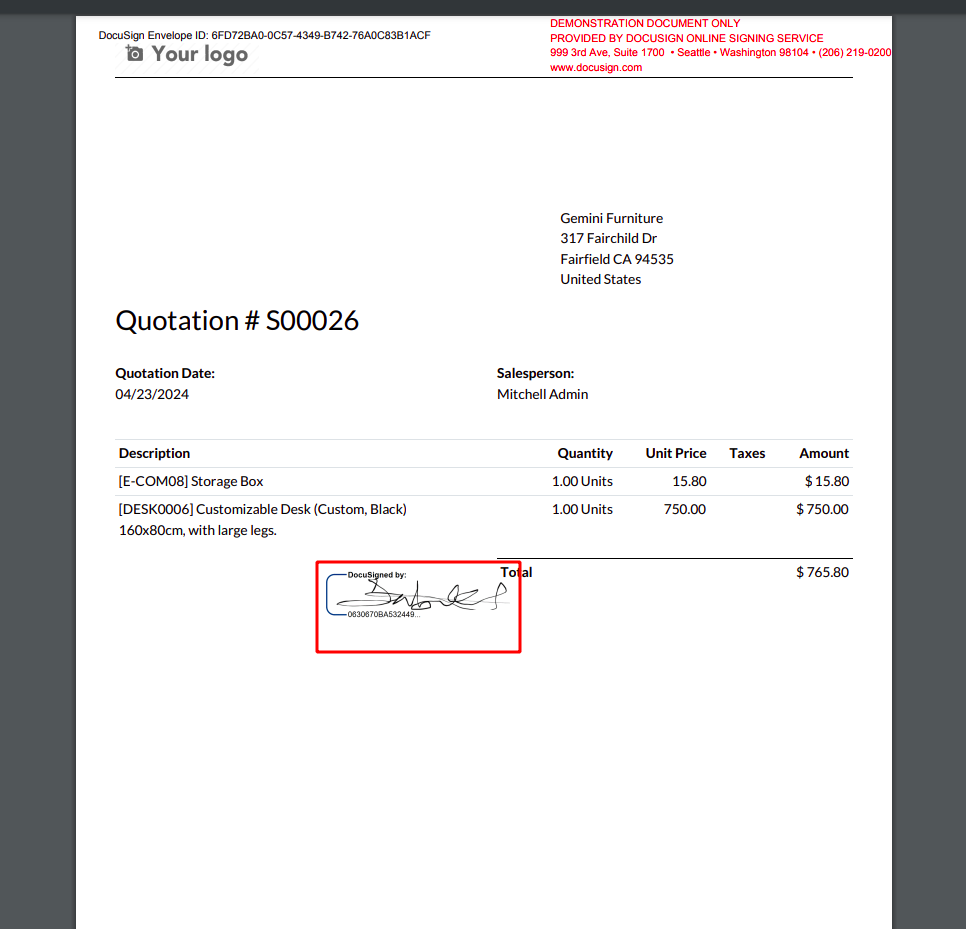 DocuSign Envelope ID: 6FD72BA0-0C57-4349-B742-76A0C83B1ACF
Your logo
DEMONSTRATION DOCUMENT ONLY
PROVIDED BY DOCUSIGN ONLINE SIGNING SERVICE
999 3rd Ave, Suite 1700 • Seattle • Washington 98104 • (206) 219-0200
www.docusign.com
Gemini Furniture
317 Fairchild Dr
Fairfield CA 94535
United States
Quotation # S00026
Quotation Date: Salesperson:
04/23/2024 Mitchell Admin
Description Quantity Unit Price Taxes Amount
[E-COM08] Storage Box 1.00 Units 15.80 $ 15.80
[DESK0006] Customizable Desk (Custom, Black) 1.00 Units 750.00 $ 750.00
160x80cm, with large legs.
Total $ 765.80
DocuSigned by:
0630670BA532449...